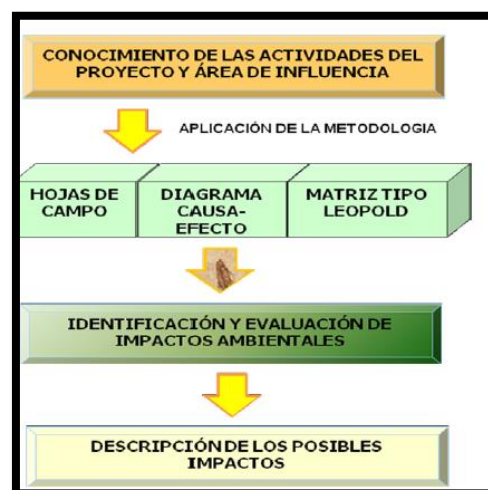 CONOCIMIENTO DE LAS ACTIVIDADES DEL
PROYECTO Y ÁREA DE INFLUENCIA
APLICACIÓN DE LA METODOLOGIA
HOJAS DE
CAMPO
DIAGRAMA
CAUSA-
EFECTO
MATRIZ TIPO
LEOPOLD
IDENTIFICACIÓN Y EVALUACIÓN DE
IMPACTOS AMBIENTALES
DESCRIPCIÓN DE LOS POSIBLES
IMPACTOS